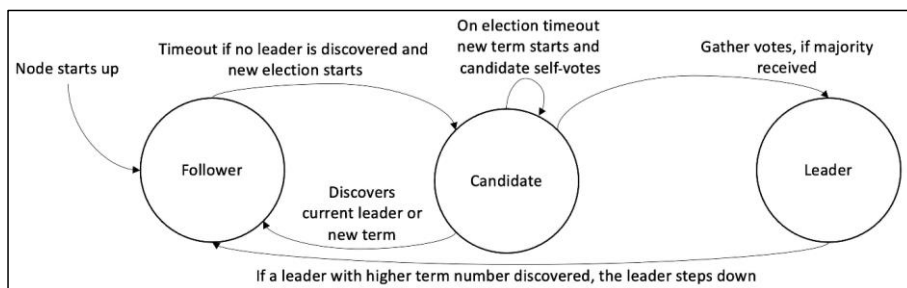 Node starts up
Timeout if no leader is discovered and
new election starts
On election timeout
new term starts and
candidate self-votes
Gather votes, if majority
received
Follower
Candidate
Leader
Discovers
current leader or
new term
If a leader with higher term number discovered, the leader steps down